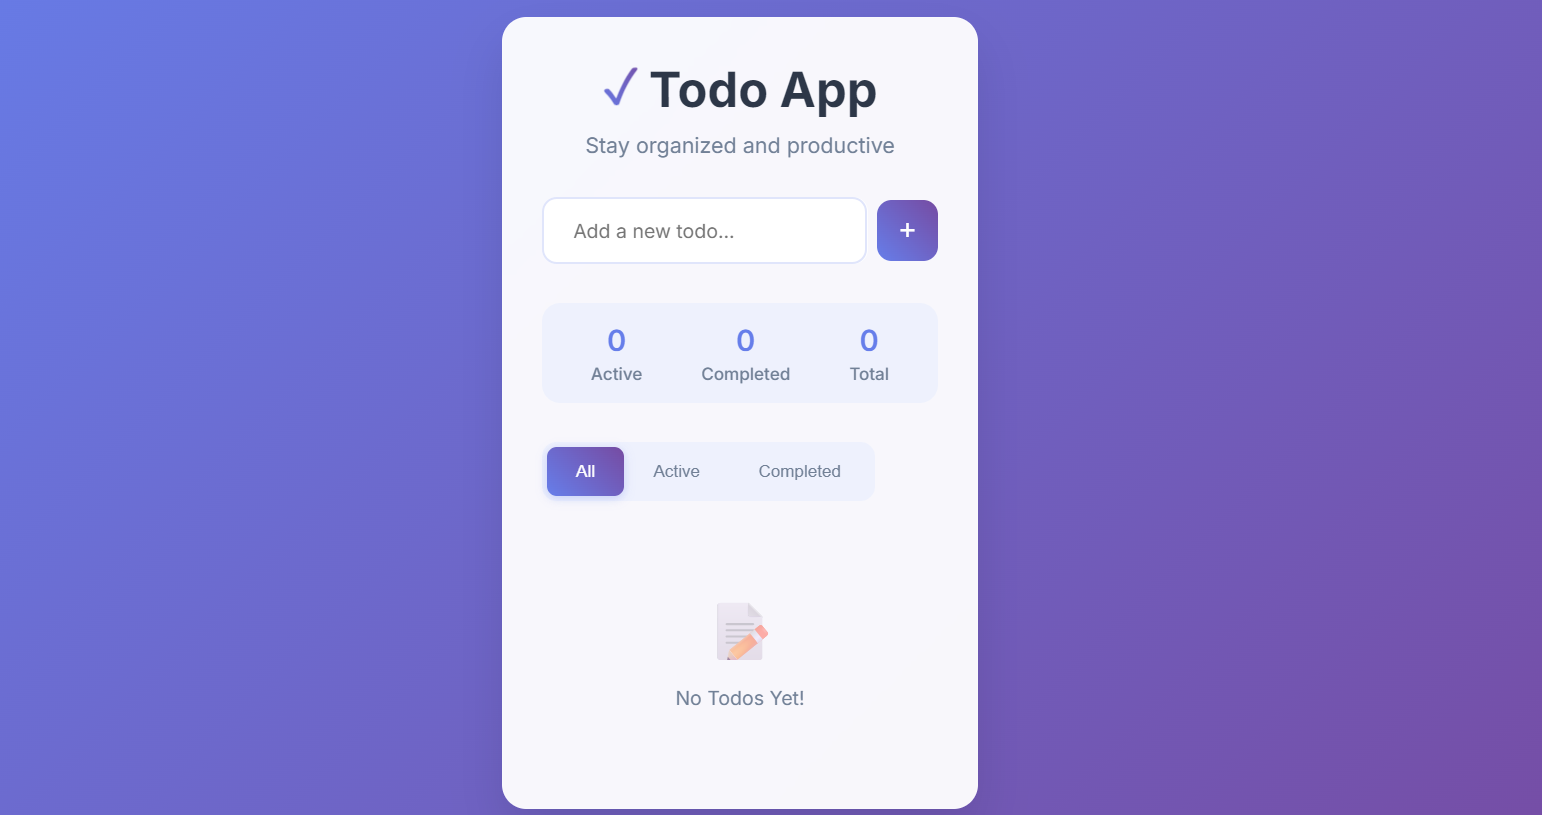 ✓ Todo App
Stay organized and productive
Add a new todo...
+
0 0 0
Active Completed Total
All Active Completed
No Todos Yet!